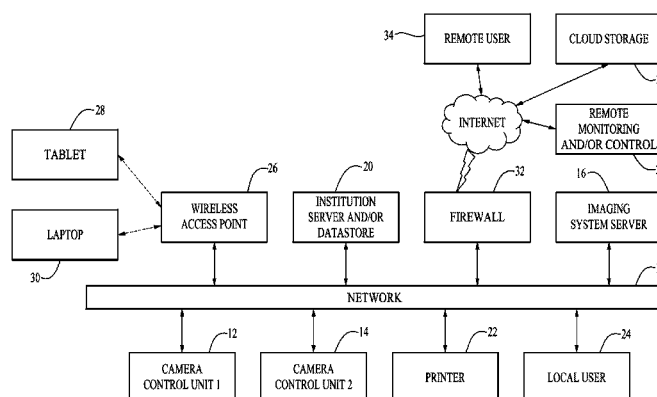 34
REMOTE USER
CLOUD STORAGE
28
TABLET
INTERNET
REMOTE
MONITORING
AND/OR CONTROL
26
20
32
16
WIRELESS
ACCESS POINT
INSTITUTION
SERVER AND/OR
DATASTORE
FIREWALL
IMAGING
SYSTEM SERVER
LAPTOP
30
NETWORK
12
14
22
24
CAMERA
CONTROL UNIT 1
CAMERA
CONTROL UNIT 2
PRINTER
LOCAL USER